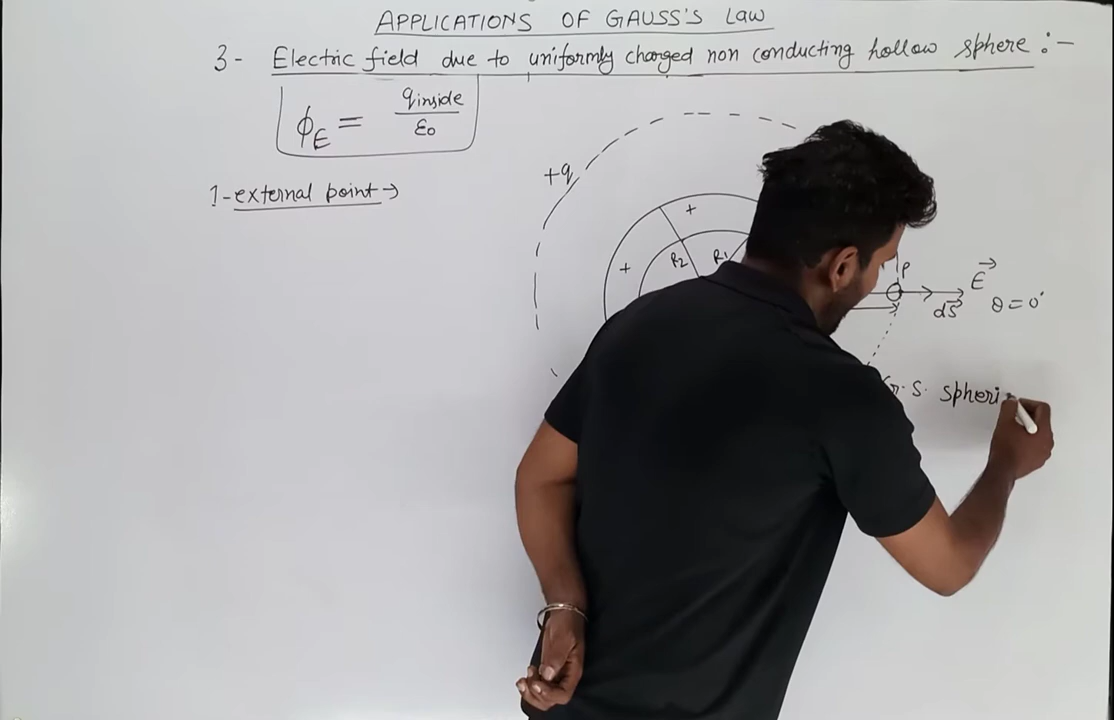 APPLICATIONS OF GAUSS'S LAW
3- Electric field due to uniformly charged non conducting hollow sphere :-
ϕE = qinside / ε0
1- external point →
+q
+
+
R2
R1
P
E
dS
θ = 0°
G. S. spheri